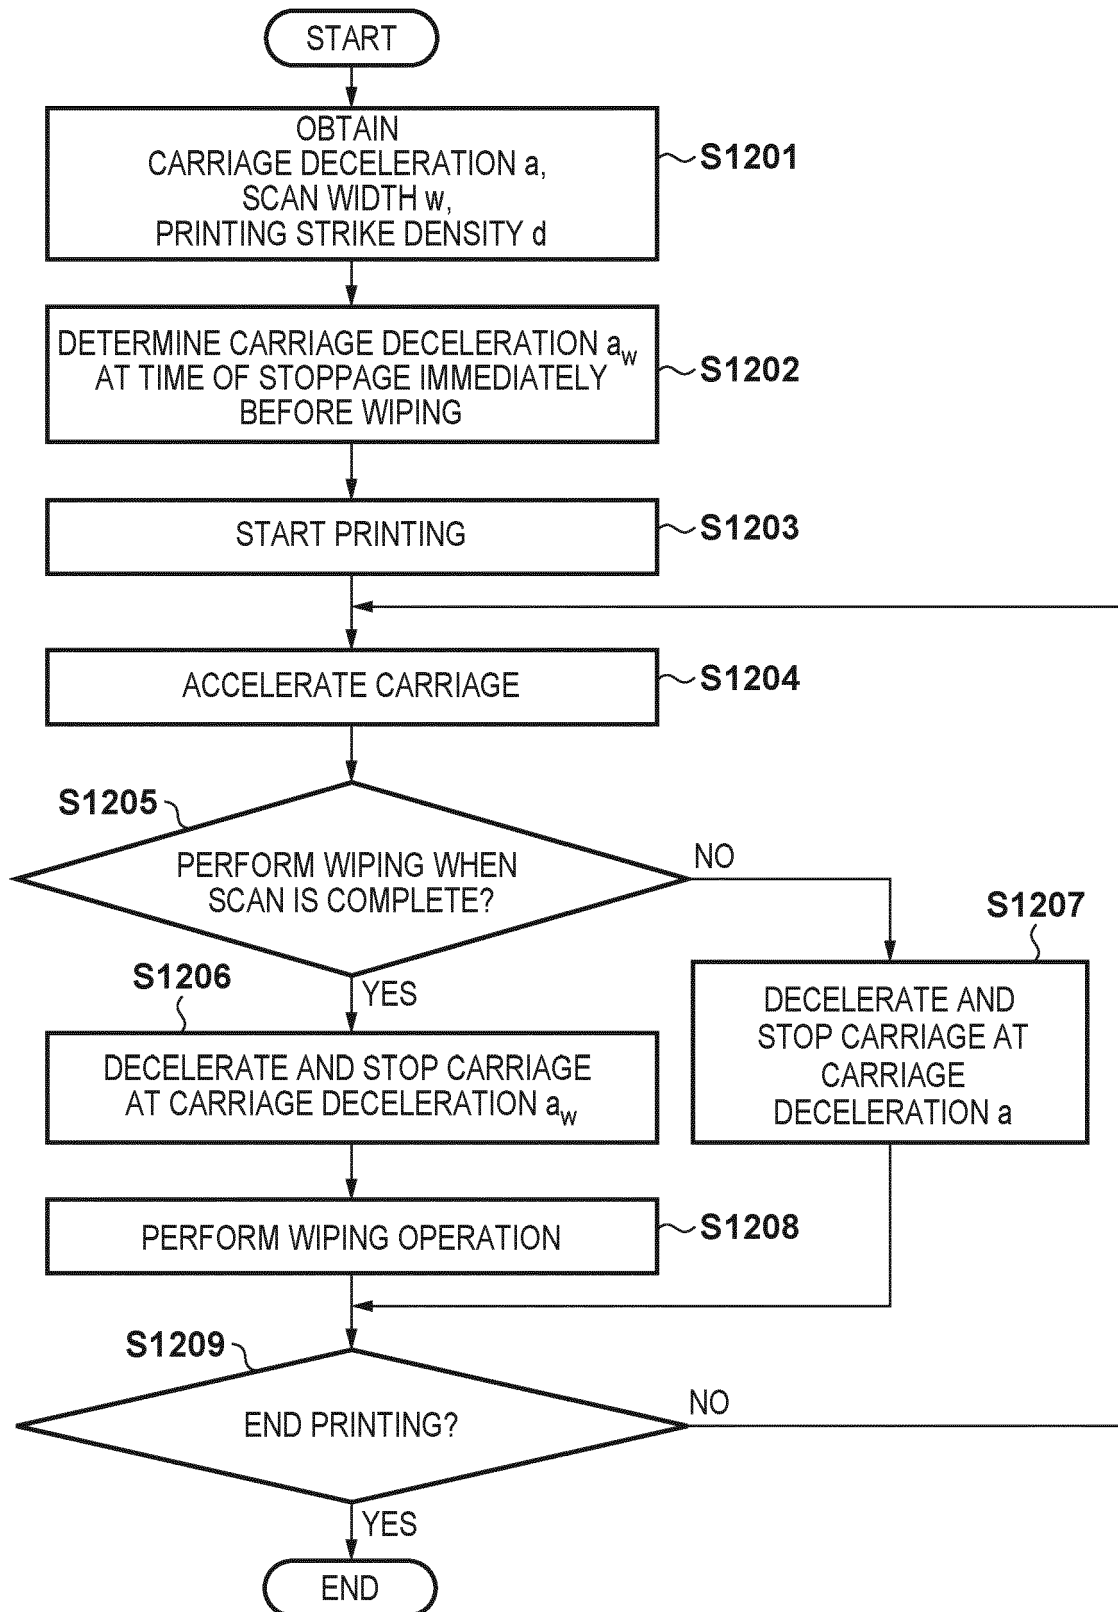 START
OBTAIN
CARRIAGE DECELERATION a,
SCAN WIDTH w,
PRINTING STRIKE DENSITY d
S1201
DETERMINE CARRIAGE DECELERATION aw
AT TIME OF STOPPAGE IMMEDIATELY
BEFORE WIPING
S1202
START PRINTING
S1203
ACCELERATE CARRIAGE
S1204
S1205
PERFORM WIPING WHEN
SCAN IS COMPLETE?
NO
YES
S1206
DECELERATE AND STOP CARRIAGE
AT CARRIAGE DECELERATION aw
S1207
DECELERATE AND
STOP CARRIAGE AT
CARRIAGE
DECELERATION a
PERFORM WIPING OPERATION
S1208
S1209
END PRINTING?
NO
YES
END